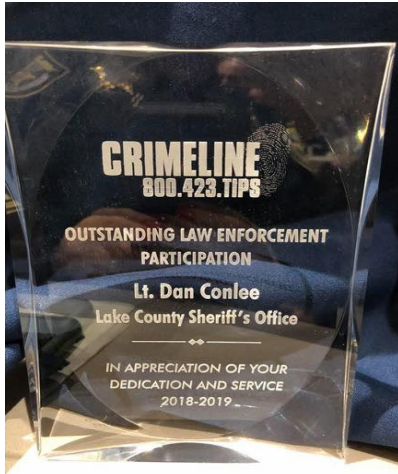 CRIMELINE
800.423.TIPS
OUTSTANDING LAW ENFORCEMENT
PARTICIPATION
Lt. Dan Conlee
Lake County Sheriff's Office
IN APPRECIATION OF YOUR
DEDICATION AND SERVICE
2018-2019